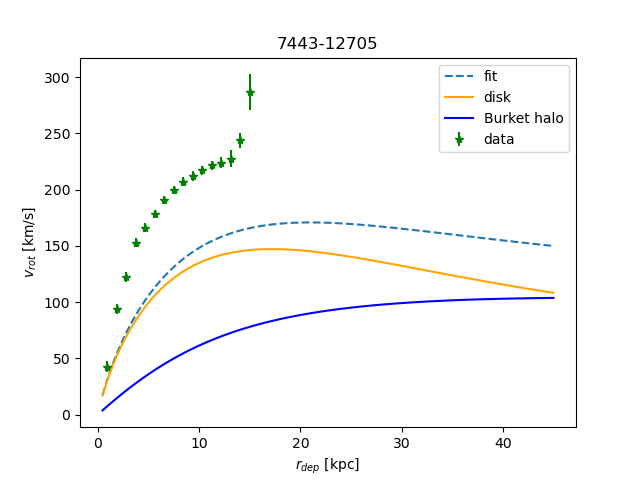 7443-12705
300
250
200
150
100
50
0
0 10 20 30 40
v_rot [km/s]
r_dep [kpc]
fit
disk
Burket halo
data